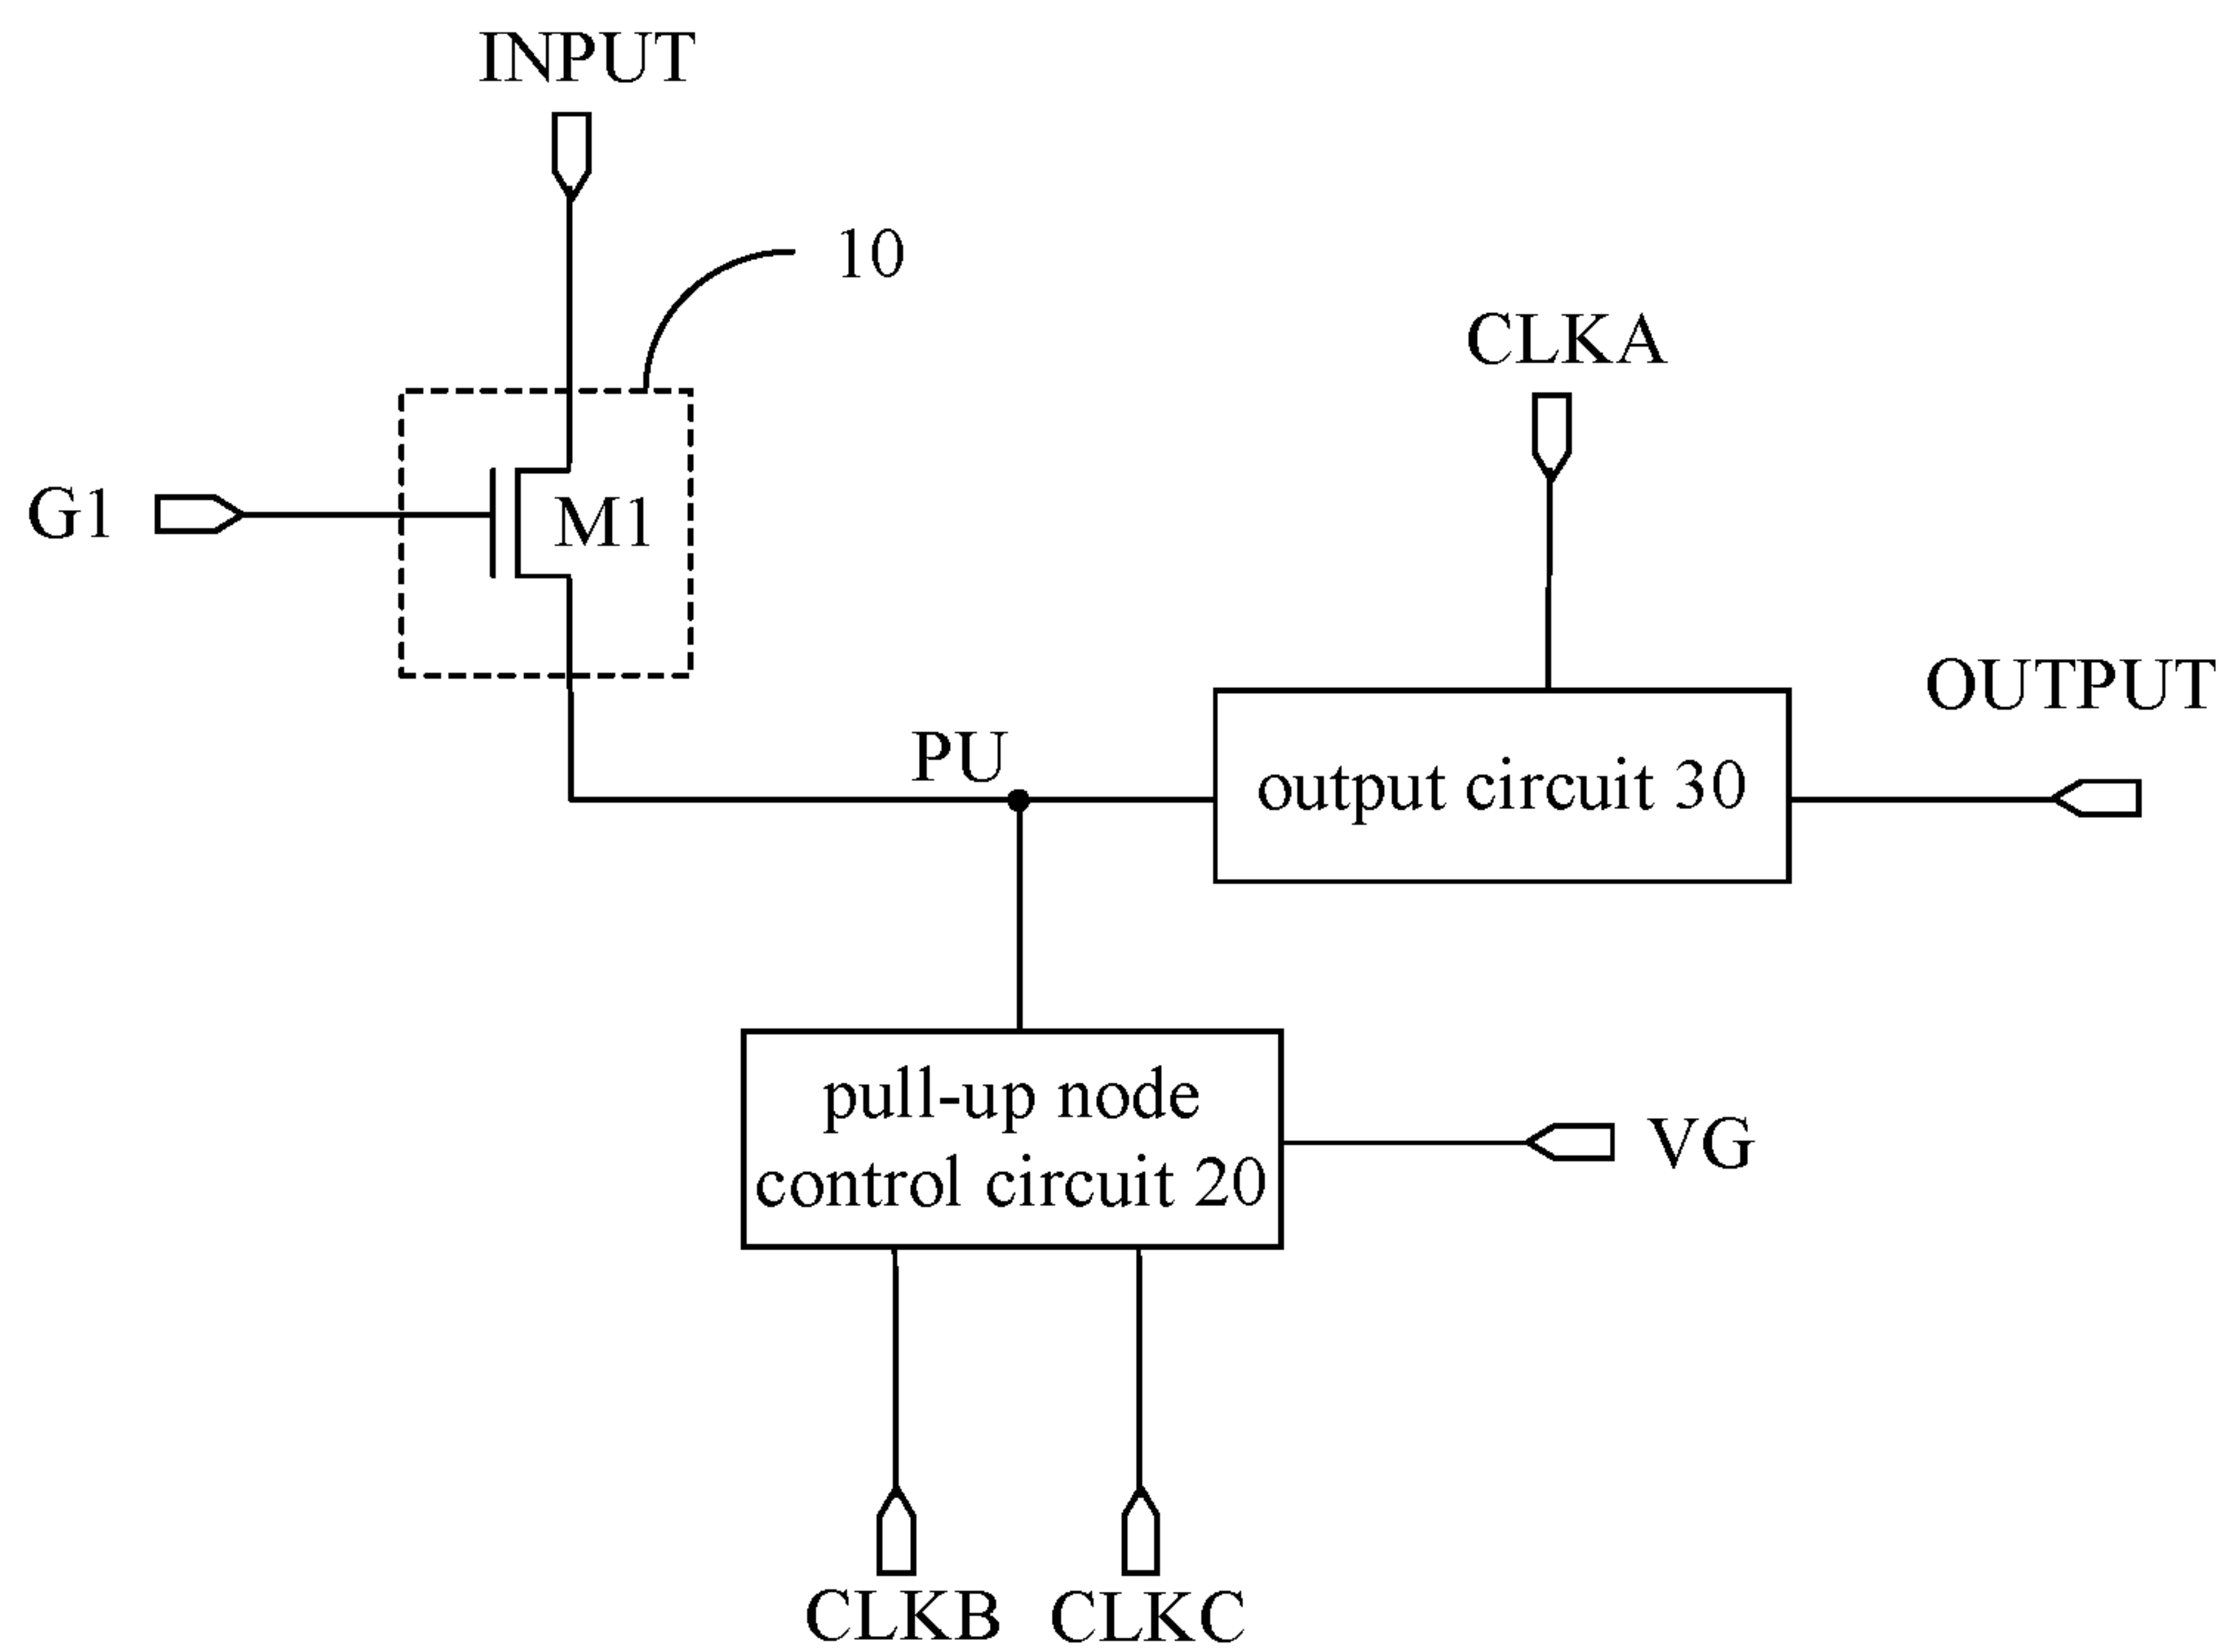 INPUT
10
CLKA
G1
M1
OUTPUT
PU
output circuit 30
pull-up node
control circuit 20
VG
CLKB
CLKC